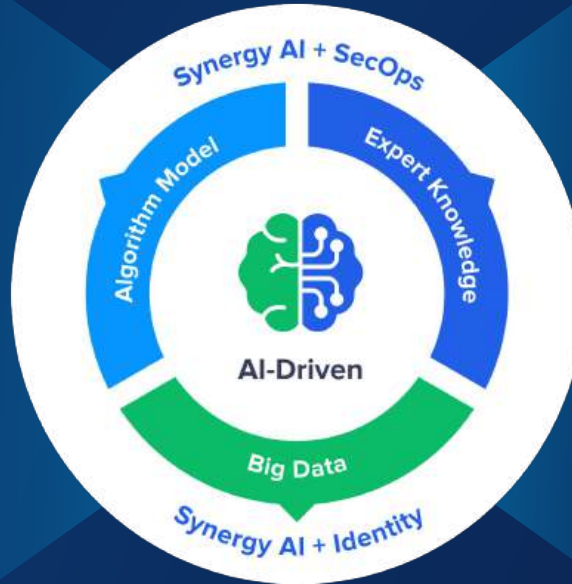 Synergy AI + SecOps
Algorithm Model
Expert Knowledge
AI-Driven
Big Data
Synergy AI + Identity